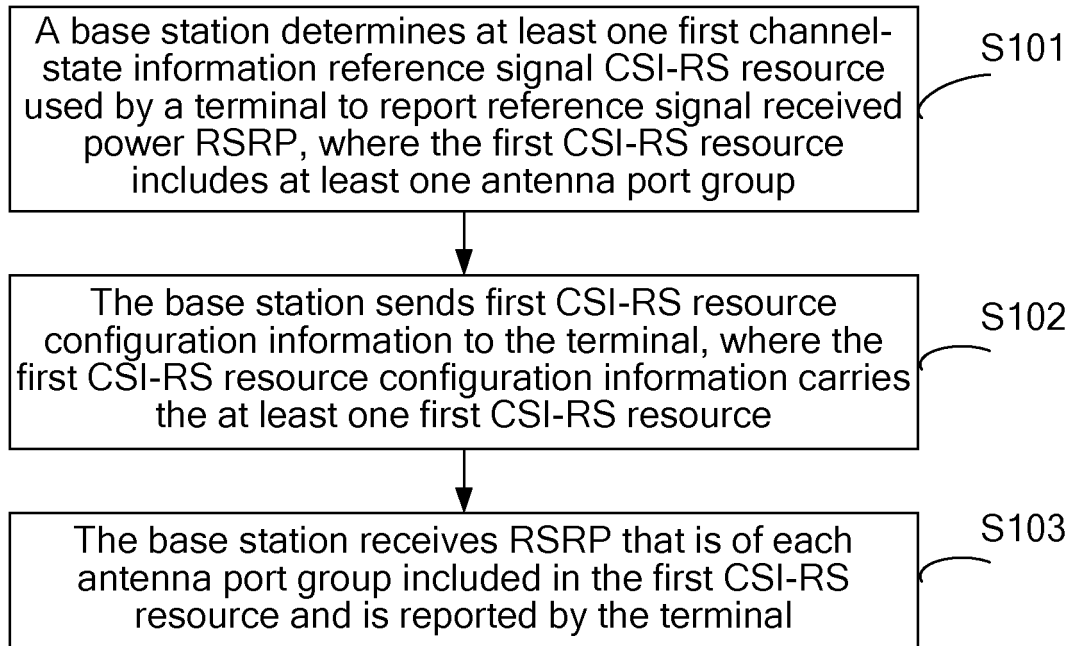 A base station determines at least one first channel-
state information reference signal CSI-RS resource
used by a terminal to report reference signal received
power RSRP, where the first CSI-RS resource
includes at least one antenna port group
S101
The base station sends first CSI-RS resource
configuration information to the terminal, where the
first CSI-RS resource configuration information carries
the at least one first CSI-RS resource
S102
The base station receives RSRP that is of each
antenna port group included in the first CSI-RS
resource and is reported by the terminal
S103